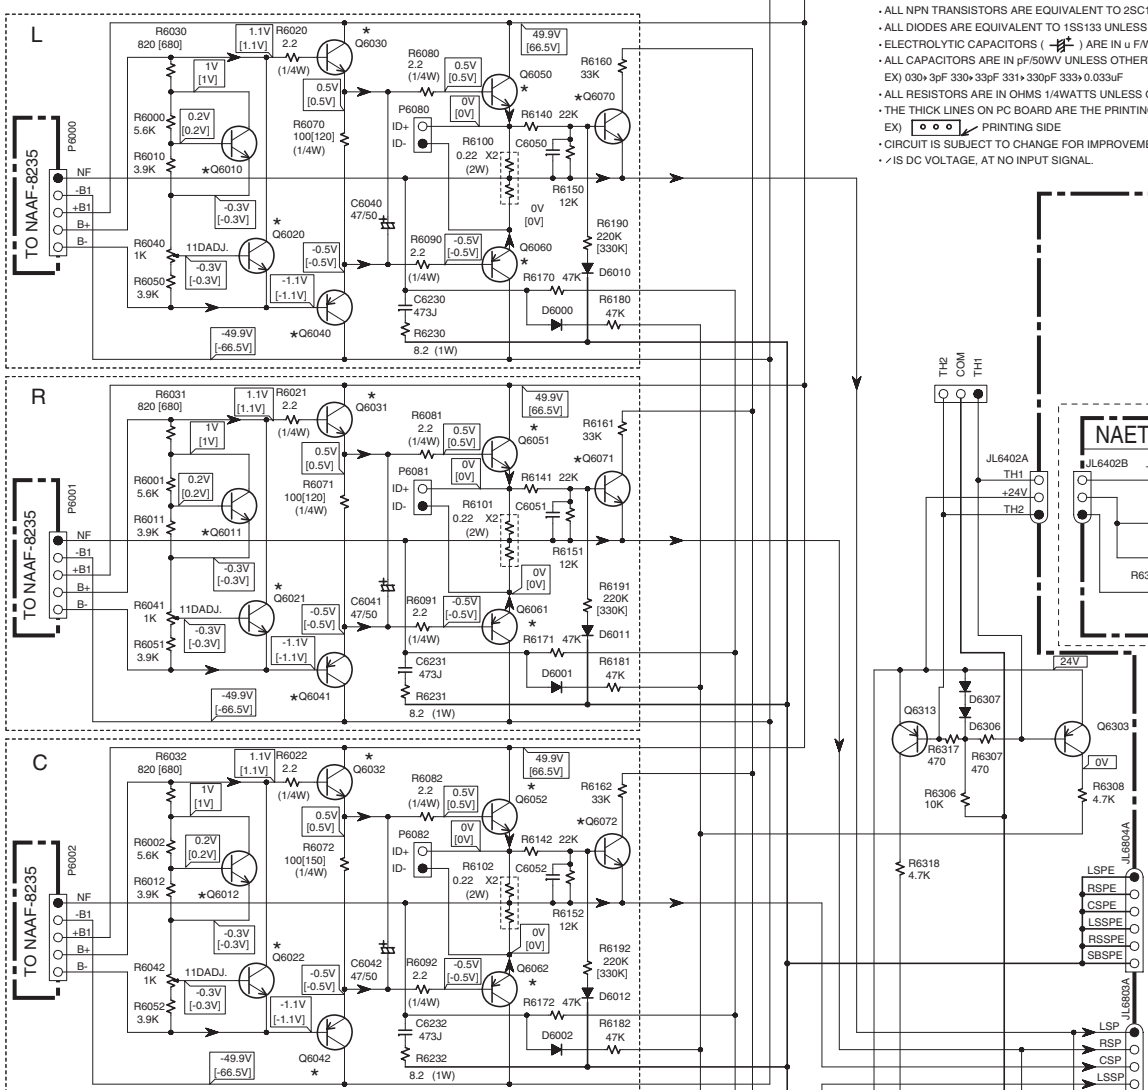 • ALL NPN TRANSISTORS ARE EQUIVALENT TO 2SC1
• ALL DIODES ARE EQUIVALENT TO 1SS133 UNLESS
• ELECTROLYTIC CAPACITORS ( + ) ARE IN u F/W
• ALL CAPACITORS ARE IN pF/50WV UNLESS OTHER
EX) 030▸3pF 330▸33pF 331▸330pF 333▸0.033uF
• ALL RESISTORS ARE IN OHMS 1/4WATTS UNLESS
• THE THICK LINES ON PC BOARD ARE THE PRINTIN
EX) PRINTING SIDE
• CIRCUIT IS SUBJECT TO CHANGE FOR IMPROVEME
• IS DC VOLTAGE, AT NO INPUT SIGNAL.
L
R6030
820 [680]
1.1V
[1.1V]
R6020
2.2
(1/4W)
*
Q6030
49.9V
[66.5V]
1V
[1V]
R6080
2.2
(1/4W)
0.5V
[0.5V]
Q6050
*
R6160
33K
*Q6070
0.5V
[0.5V]
P6080
ID+
ID-
0V
[0V]
R6140 22K
P6000
R6000
5.6K
0.2V
[0.2V]
R6070
100[120]
(1/4W)
R6100
0.22 X2
(2W)
C6050
R6010
3.9K
*Q6010
TO NAAF-8235
NF
-B1
+B1
B+
B-
R6150
12K
-0.3V
[-0.3V]
C6040
47/50
0V
[0V]
R6190
220K
[330K]
*
Q6020
R6040
1K
11DADJ.
-0.3V
[-0.3V]
-0.5V
[-0.5V]
R6090
2.2
(1/4W)
-0.5V
[-0.5V]
Q6060
*
R6050
3.9K
-1.1V
[-1.1V]
R6170 47K
D6010
*Q6040
C6230
473J
D6000
R6180
47K
-49.9V
[-66.5V]
R6230
8.2 (1W)
R
R6031
820 [680]
1.1V
[1.1V]
R6021
2.2
(1/4W)
*
Q6031
49.9V
[66.5V]
*
1V
[1V]
R6081
2.2
(1/4W)
0.5V
[0.5V]
Q6051
R6161
33K
*Q6071
0.5V
[0.5V]
P6081
ID+
ID-
0V
[0V]
R6141 22K
P6001
R6001
5.6K
0.2V
[0.2V]
R6071
100[120]
(1/4W)
R6101
0.22 X2
(2W)
C6051
R6011
3.9K
*Q6011
TO NAAF-8235
NF
-B1
+B1
B+
B-
R6151
12K
-0.3V
[-0.3V]
C6041
47/50
0V
[0V]
R6191
220K
[330K]
*
Q6021
R6041
1K
11DADJ.
-0.3V
[-0.3V]
-0.5V
[-0.5V]
R6091
2.2
(1/4W)
-0.5V
[-0.5V]
Q6061
*
R6051
3.9K
-1.1V
[-1.1V]
R6171 47K
D6011
*Q6041
C6231
473J
D6001
R6181
47K
-49.9V
[-66.5V]
R6231
8.2 (1W)
C
R6032
820 [680]
1.1V
[1.1V]
R6022
2.2
(1/4W)
*
Q6032
49.9V
[66.5V]
*
1V
[1V]
R6082
2.2
(1/4W)
0.5V
[0.5V]
Q6052
R6162
33K
*Q6072
0.5V
[0.5V]
P6082
ID+
ID-
0V
[0V]
R6142 22K
P6002
R6002
5.6K
0.2V
[0.2V]
R6072
100[150]
(1/4W)
R6102
0.22 X2
(2W)
C6052
R6012
3.9K
*Q6012
TO NAAF-8235
NF
-B1
+B1
B+
B-
R6152
12K
-0.3V
[-0.3V]
C6042
47/50
0V
[0V]
R6192
220K
[330K]
*
Q6022
R6042
1K
11DADJ.
-0.3V
[-0.3V]
-0.5V
[-0.5V]
R6092
2.2
(1/4W)
-0.5V
[-0.5V]
Q6062
*
R6052
3.9K
-1.1V
[-1.1V]
R6172 47K
D6012
Q6042
*
C6232
473J
D6002
R6182
47K
-49.9V
[-66.5V]
R6232
8.2 (1W)
TH2
COM
TH1
NAET
JL6402A
JL6402B
TH1
+24V
TH2
R63
24V
Q6313
D6307
D6306
Q6303
R6317
470
R6307
470
0V
R6306
10K
R6308
4.7K
R6318
4.7K
JL6804A
LSPE
RSPE
CSPE
LSSPE
RSSPE
SBSPE
JL6803A
LSP
RSP
CSP
LSSP